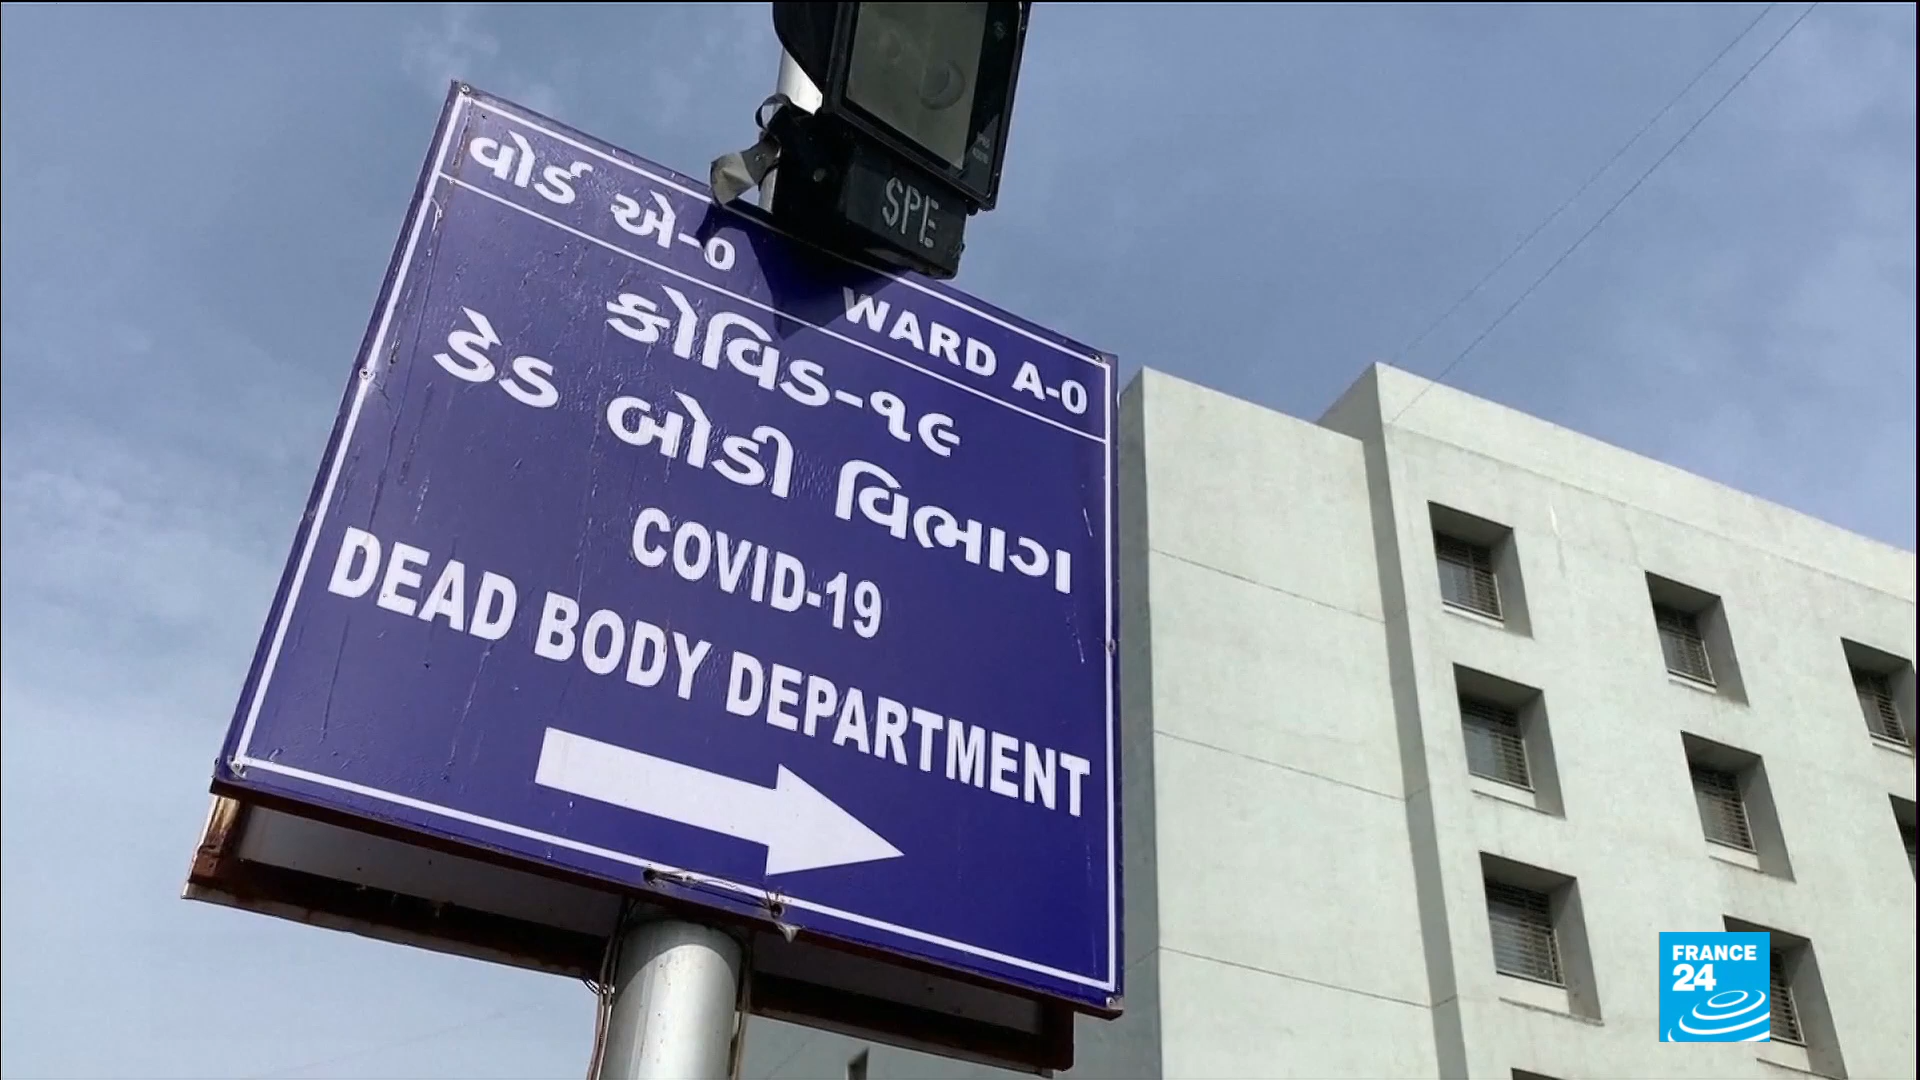 SPE
વોર્ડ એ-૦
WARD A-0
કોવિડ-૧૯
ડેડ બોડી વિભાગ
COVID-19
DEAD BODY DEPARTMENT
FRANCE
24